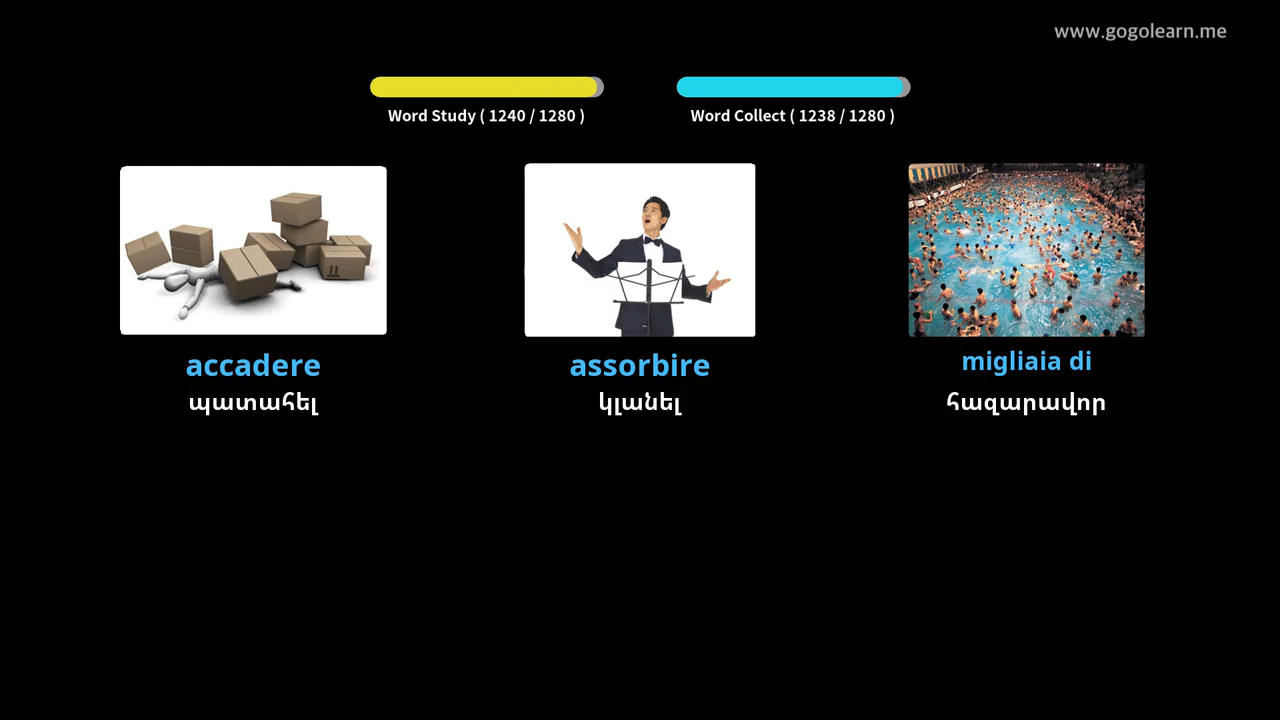 www.gogolearn.me
Word Study ( 1240 / 1280 )
Word Collect ( 1238 / 1280 )
accadere
պատահել
assorbire
կլանել
migliaia di
հազարավոր